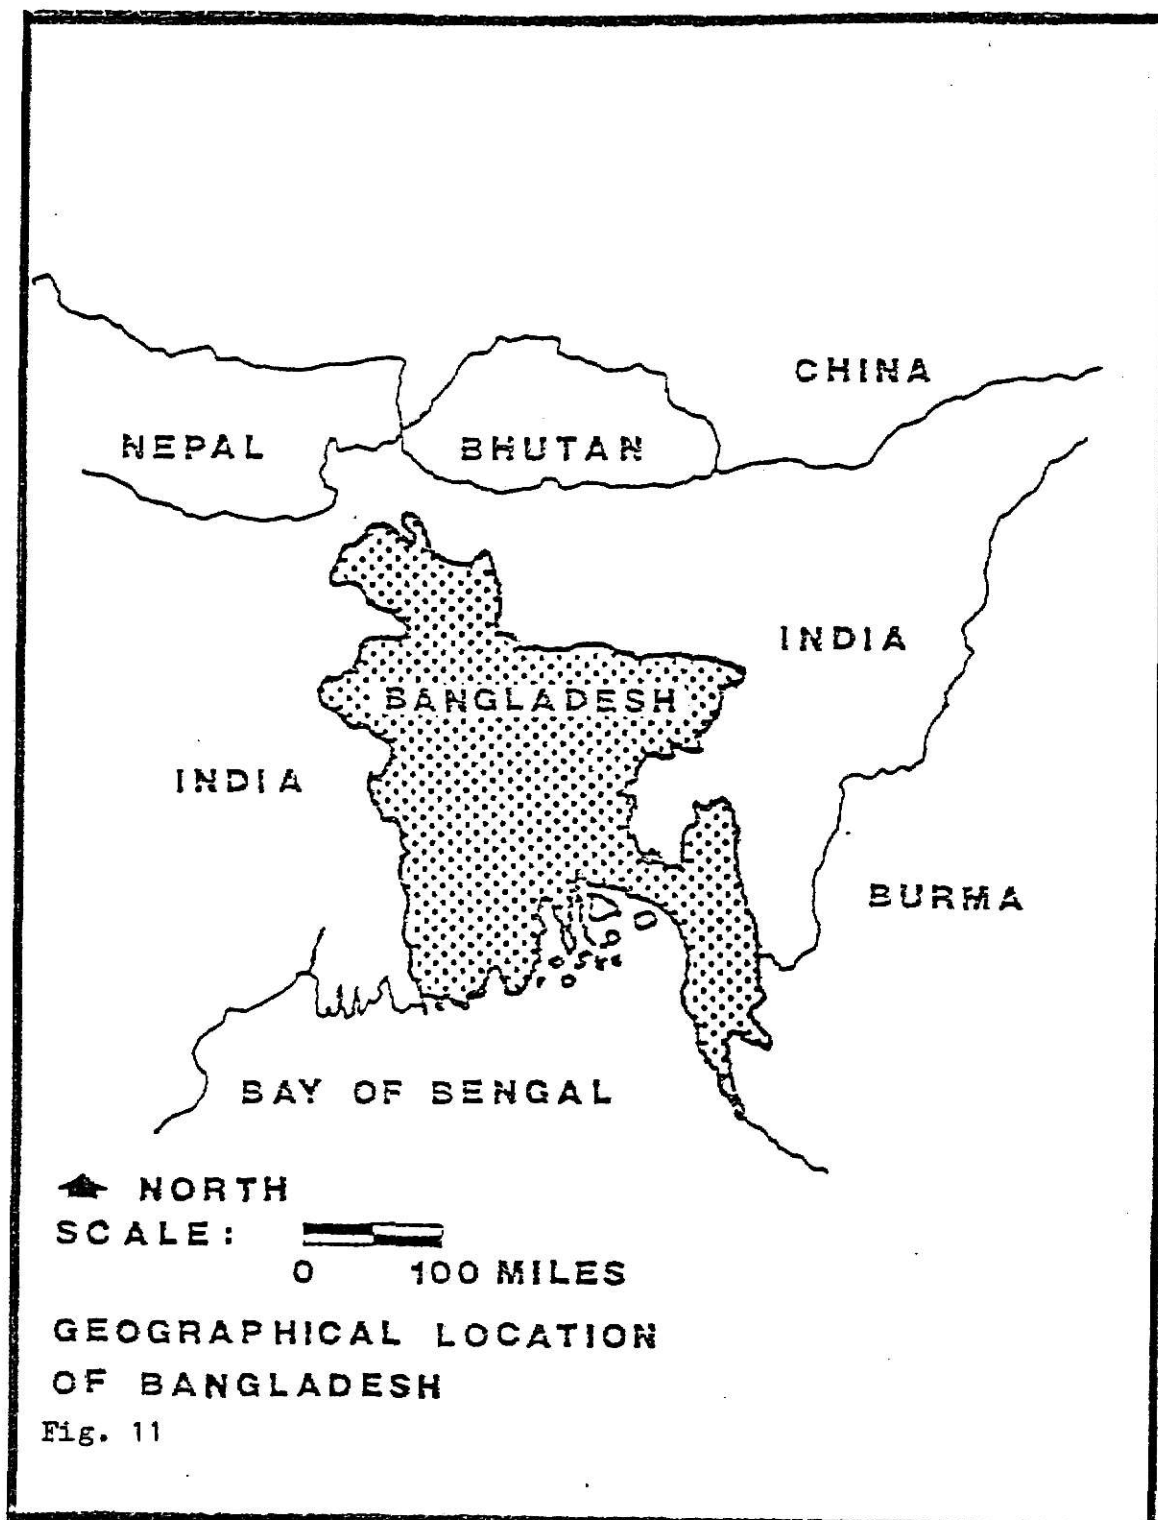 CHINA
NEPAL
BHUTAN
INDIA
BANGLADESH
INDIA
BURMA
BAY OF BENGAL
NORTH
SCALE:
0 100 MILES
GEOGRAPHICAL LOCATION
OF BANGLADESH
Fig. 11